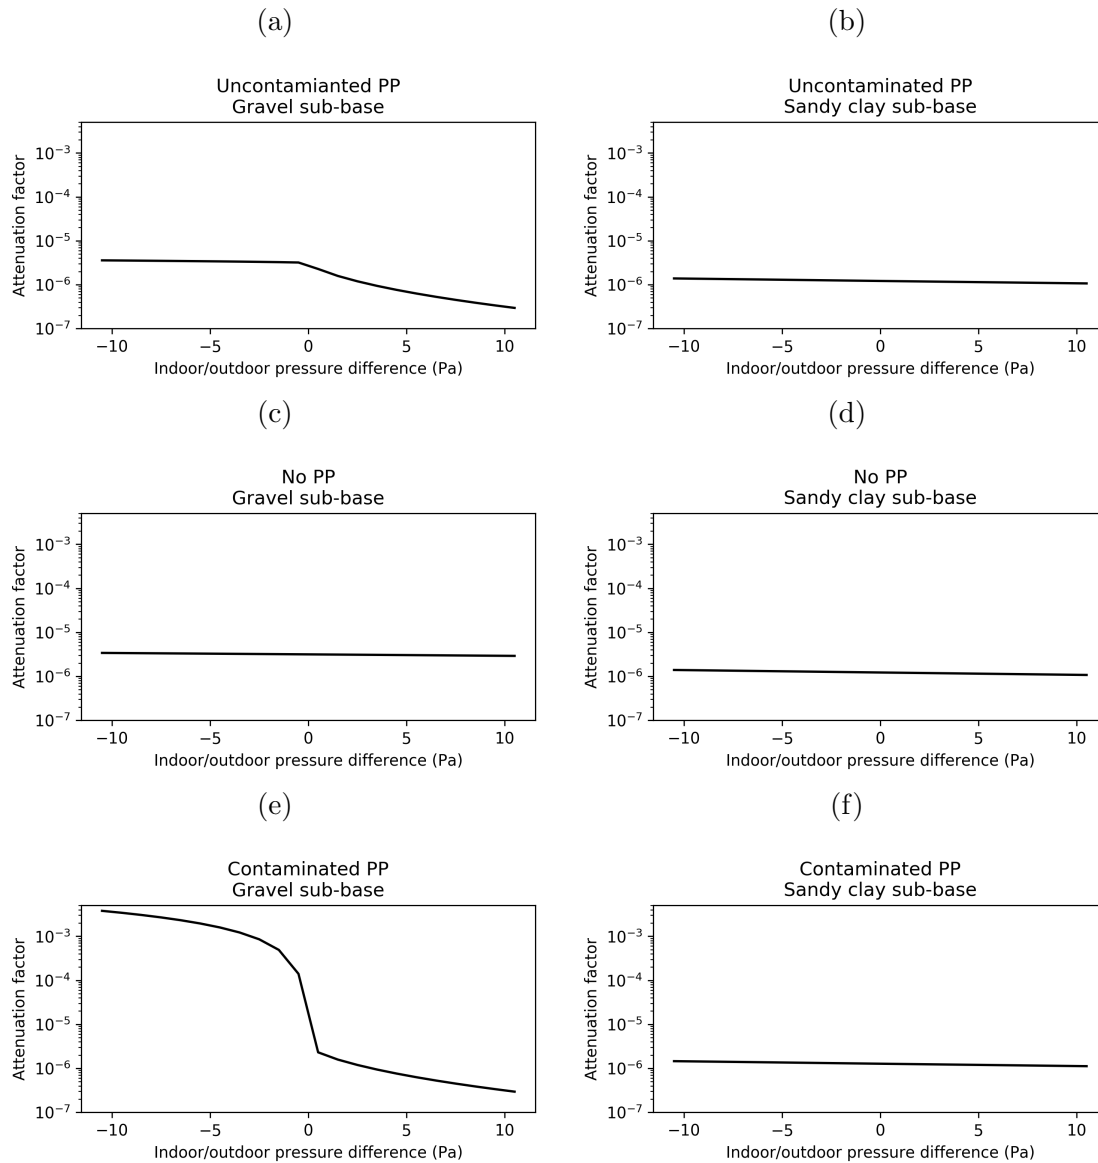 (a)
Uncontamianted PP
Gravel sub-base
Attenuation factor
10⁻³
10⁻⁴
10⁻⁵
10⁻⁶
10⁻⁷
−10 −5 0 5 10
Indoor/outdoor pressure difference (Pa)
(b)
Uncontaminated PP
Sandy clay sub-base
Attenuation factor
10⁻³
10⁻⁴
10⁻⁵
10⁻⁶
10⁻⁷
−10 −5 0 5 10
Indoor/outdoor pressure difference (Pa)
(c)
No PP
Gravel sub-base
Attenuation factor
10⁻³
10⁻⁴
10⁻⁵
10⁻⁶
10⁻⁷
−10 −5 0 5 10
Indoor/outdoor pressure difference (Pa)
(d)
No PP
Sandy clay sub-base
Attenuation factor
10⁻³
10⁻⁴
10⁻⁵
10⁻⁶
10⁻⁷
−10 −5 0 5 10
Indoor/outdoor pressure difference (Pa)
(e)
Contaminated PP
Gravel sub-base
Attenuation factor
10⁻³
10⁻⁴
10⁻⁵
10⁻⁶
10⁻⁷
−10 −5 0 5 10
Indoor/outdoor pressure difference (Pa)
(f)
Contaminated PP
Sandy clay sub-base
Attenuation factor
10⁻³
10⁻⁴
10⁻⁵
10⁻⁶
10⁻⁷
−10 −5 0 5 10
Indoor/outdoor pressure difference (Pa)